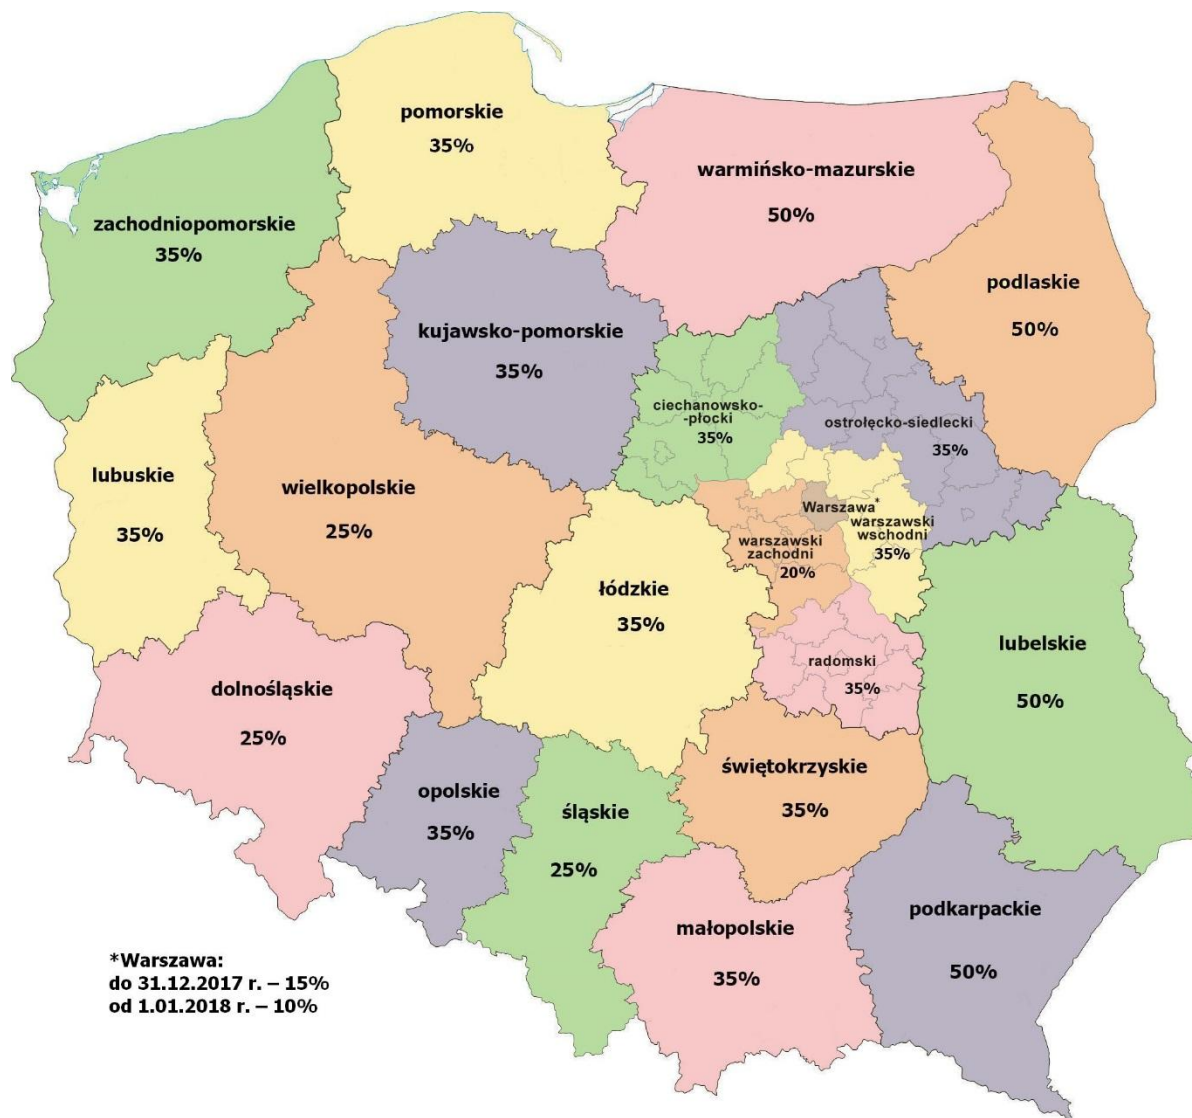 pomorskie
35%
warmińsko-mazurskie
50%
zachodniopomorskie
35%
podlaskie
50%
kujawsko-pomorskie
35%
ciechanowsko-
-płocki
35%
ostrołęcko-siedlecki
35%
lubuskie
35%
wielkopolskie
25%
Warszawa*
warszawski
wschodni
35%
warszawski
zachodni
20%
łódzkie
35%
radomski
35%
lubelskie
50%
dolnośląskie
25%
opolskie
35%
śląskie
25%
świętokrzyskie
35%
małopolskie
35%
podkarpackie
50%
*Warszawa:
do 31.12.2017 r. – 15%
od 1.01.2018 r. – 10%